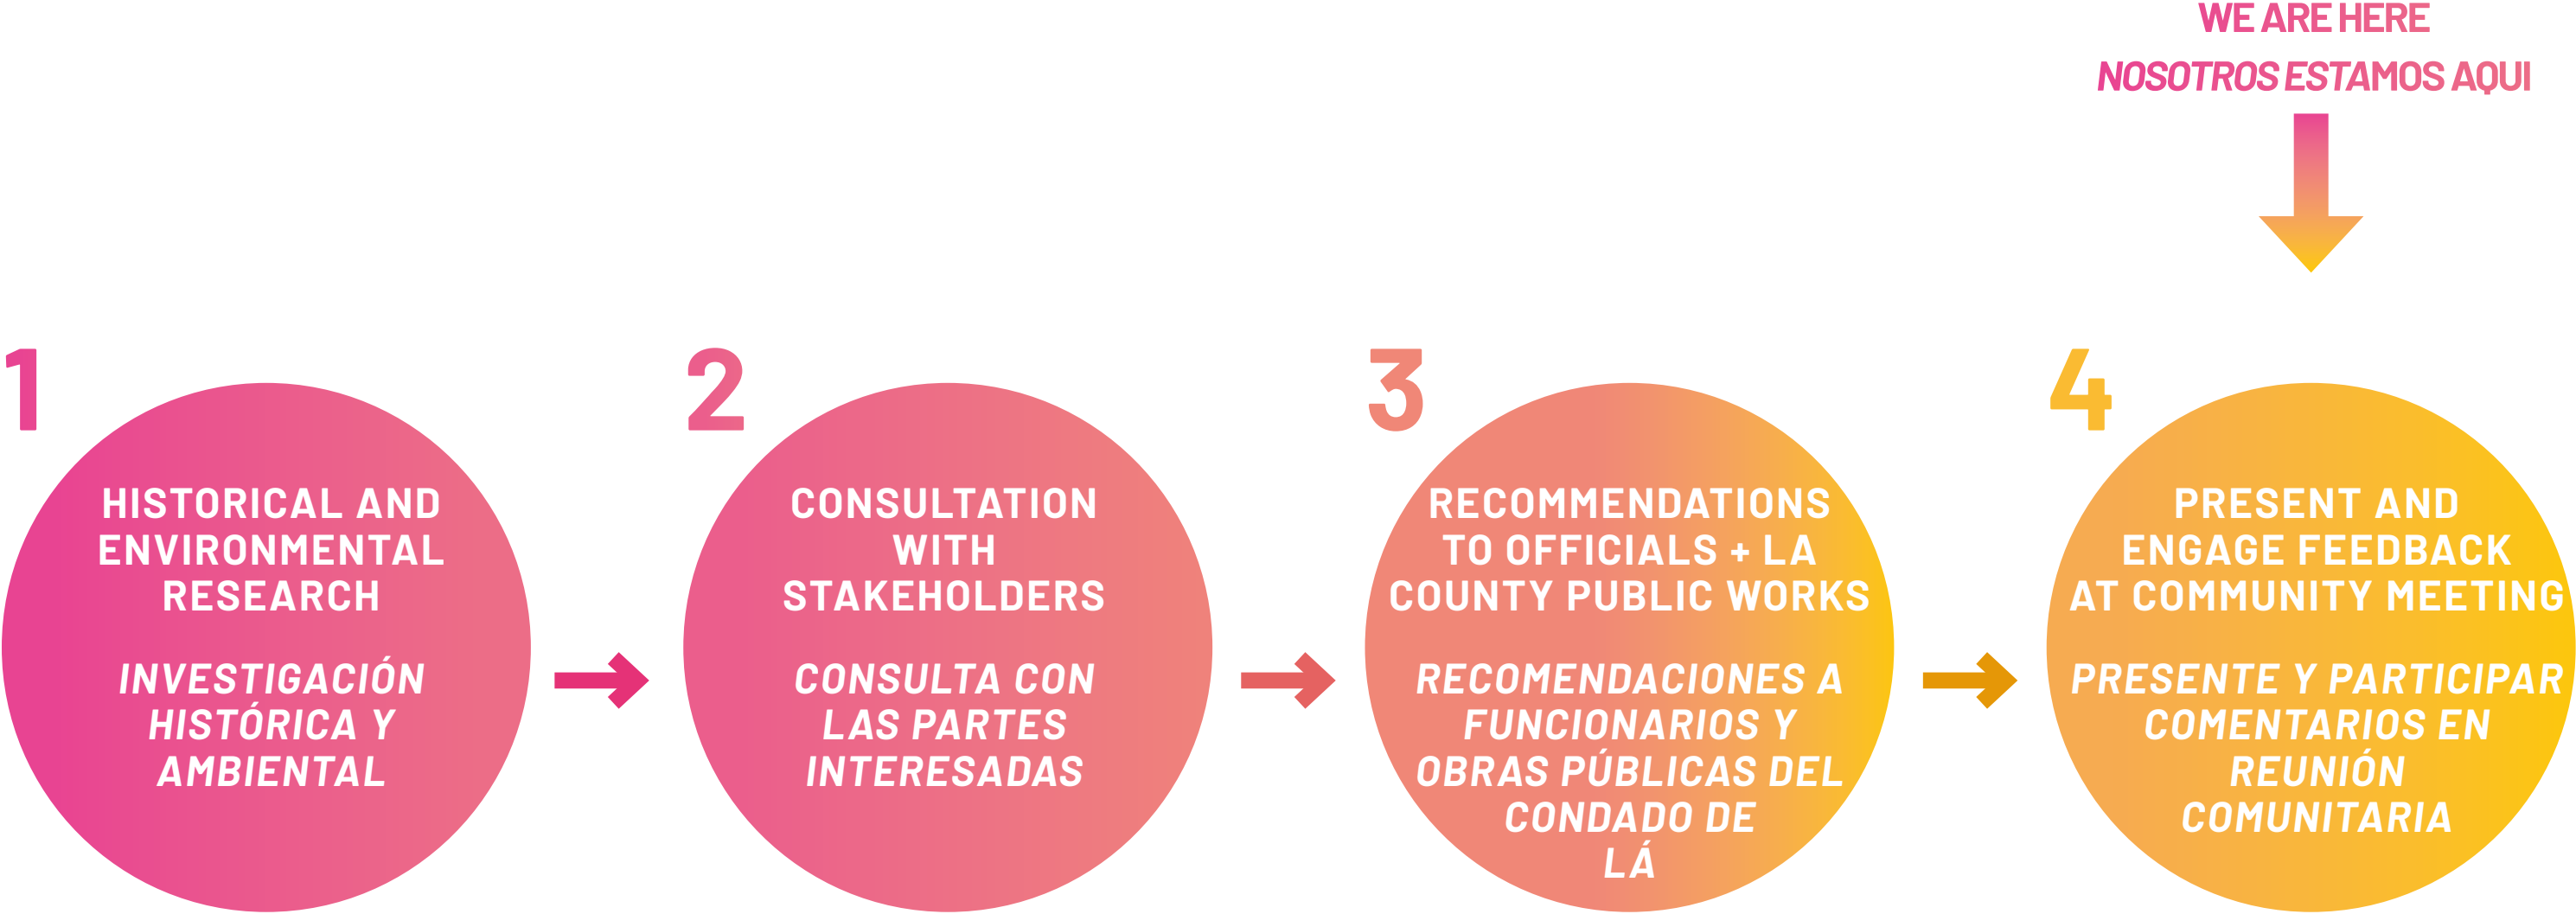 WE ARE HERE
NOSOTROS ESTAMOS AQUI
1
HISTORICAL AND
ENVIRONMENTAL
RESEARCH
INVESTIGACIÓN
HISTÓRICA Y
AMBIENTAL
2
CONSULTATION
WITH
STAKEHOLDERS
CONSULTA CON
LAS PARTES
INTERESADAS
3
RECOMMENDATIONS
TO OFFICIALS + LA
COUNTY PUBLIC WORKS
RECOMENDACIONES A
FUNCIONARIOS Y
OBRAS PÚBLICAS DEL
CONDADO DE
LÁ
4
PRESENT AND
ENGAGE FEEDBACK
AT COMMUNITY MEETING
PRESENTE Y PARTICIPAR
COMENTARIOS EN
REUNIÓN
COMUNITARIA